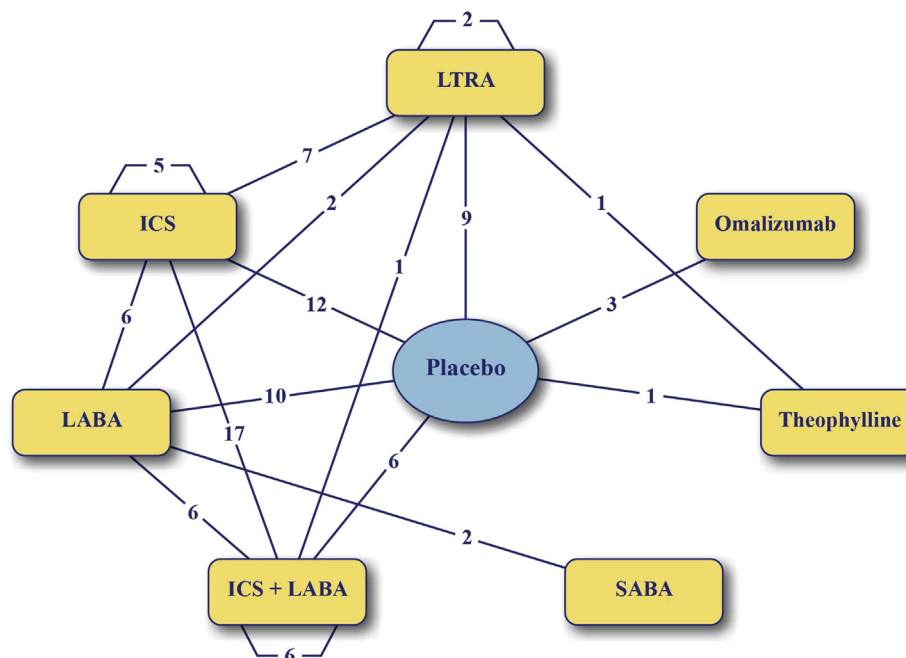 2
LTRA
5
7
ICS
2
9
1
Omalizumab
1
12
3
6
Placebo
10
1
LABA
Theophylline
17
6
6
2
ICS + LABA
SABA
6